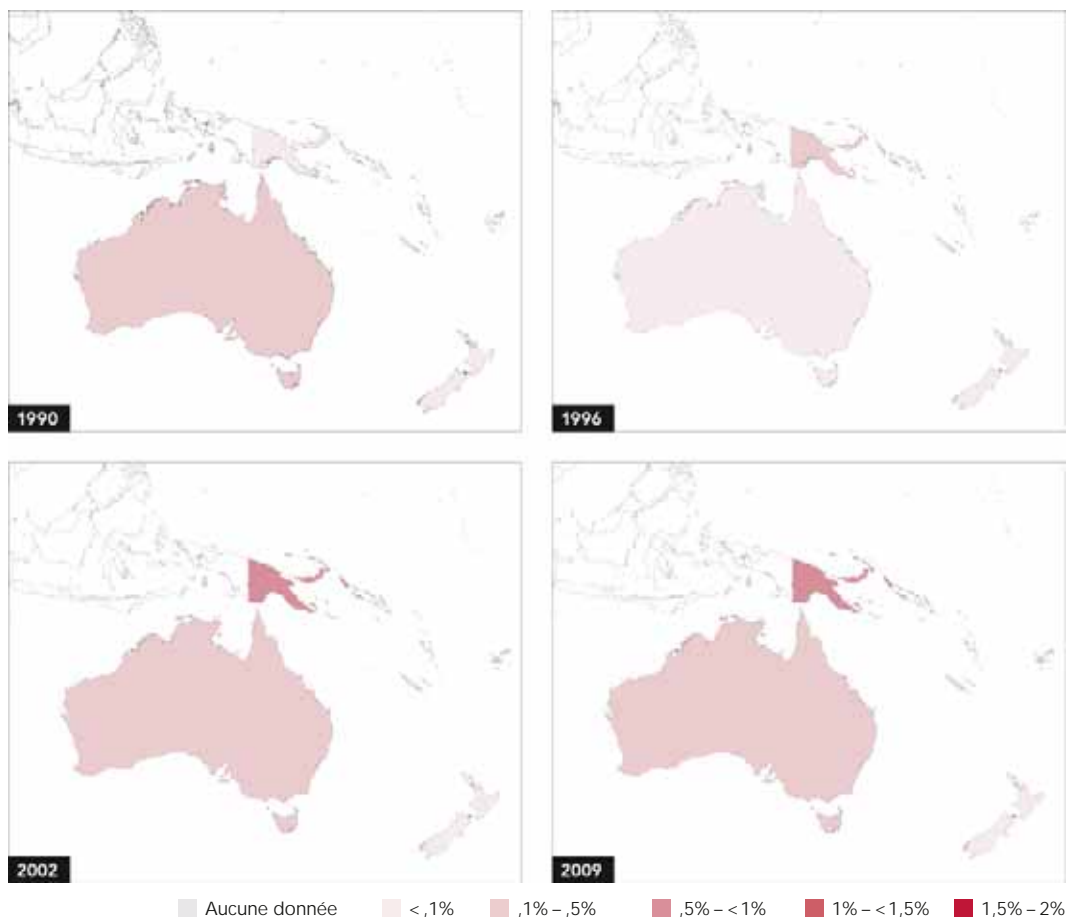 1990
1996
2002
2009
Aucune donnée < ,1% ,1% – ,5% ,5% – < 1% 1% – < 1,5% 1,5% – 2%